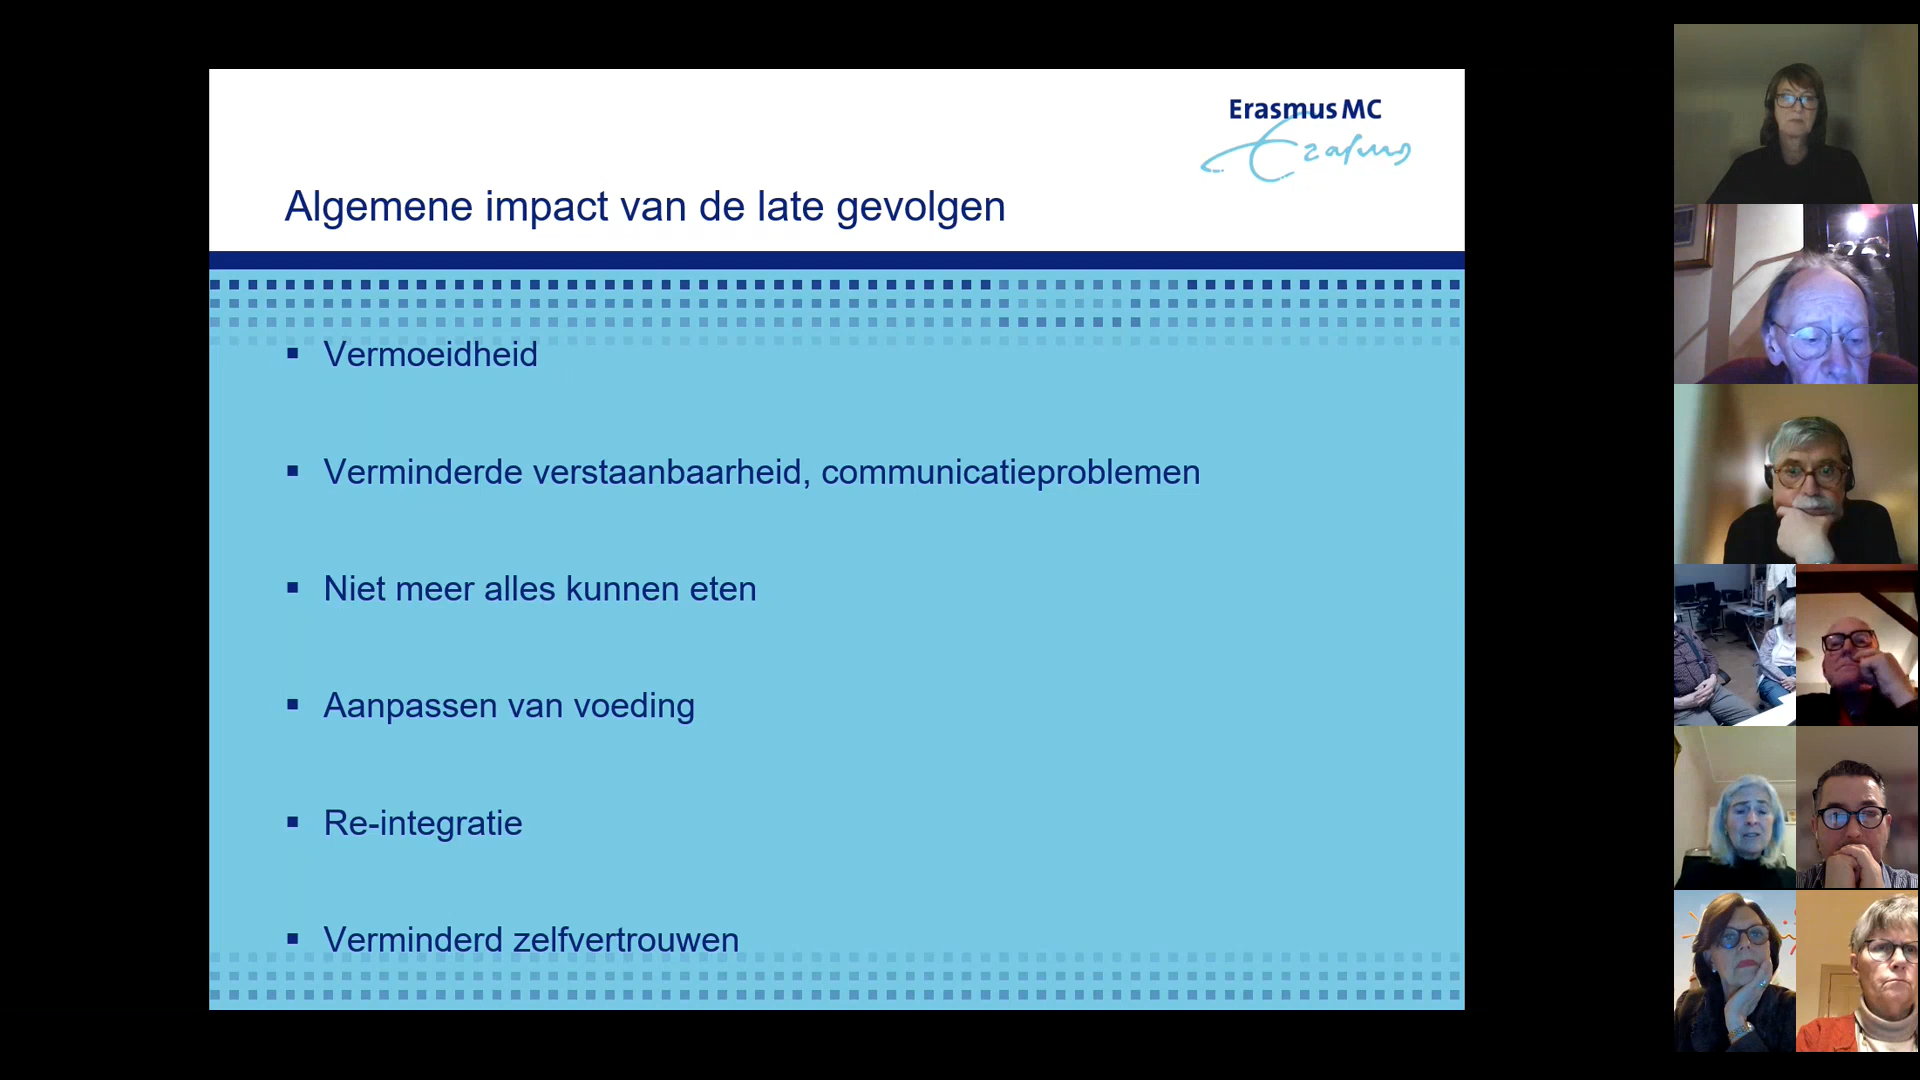 Erasmus MC
Erasmus
Algemene impact van de late gevolgen
▪ Vermoeidheid
▪ Verminderde verstaanbaarheid, communicatieproblemen
▪ Niet meer alles kunnen eten
▪ Aanpassen van voeding
▪ Re-integratie
▪ Verminderd zelfvertrouwen